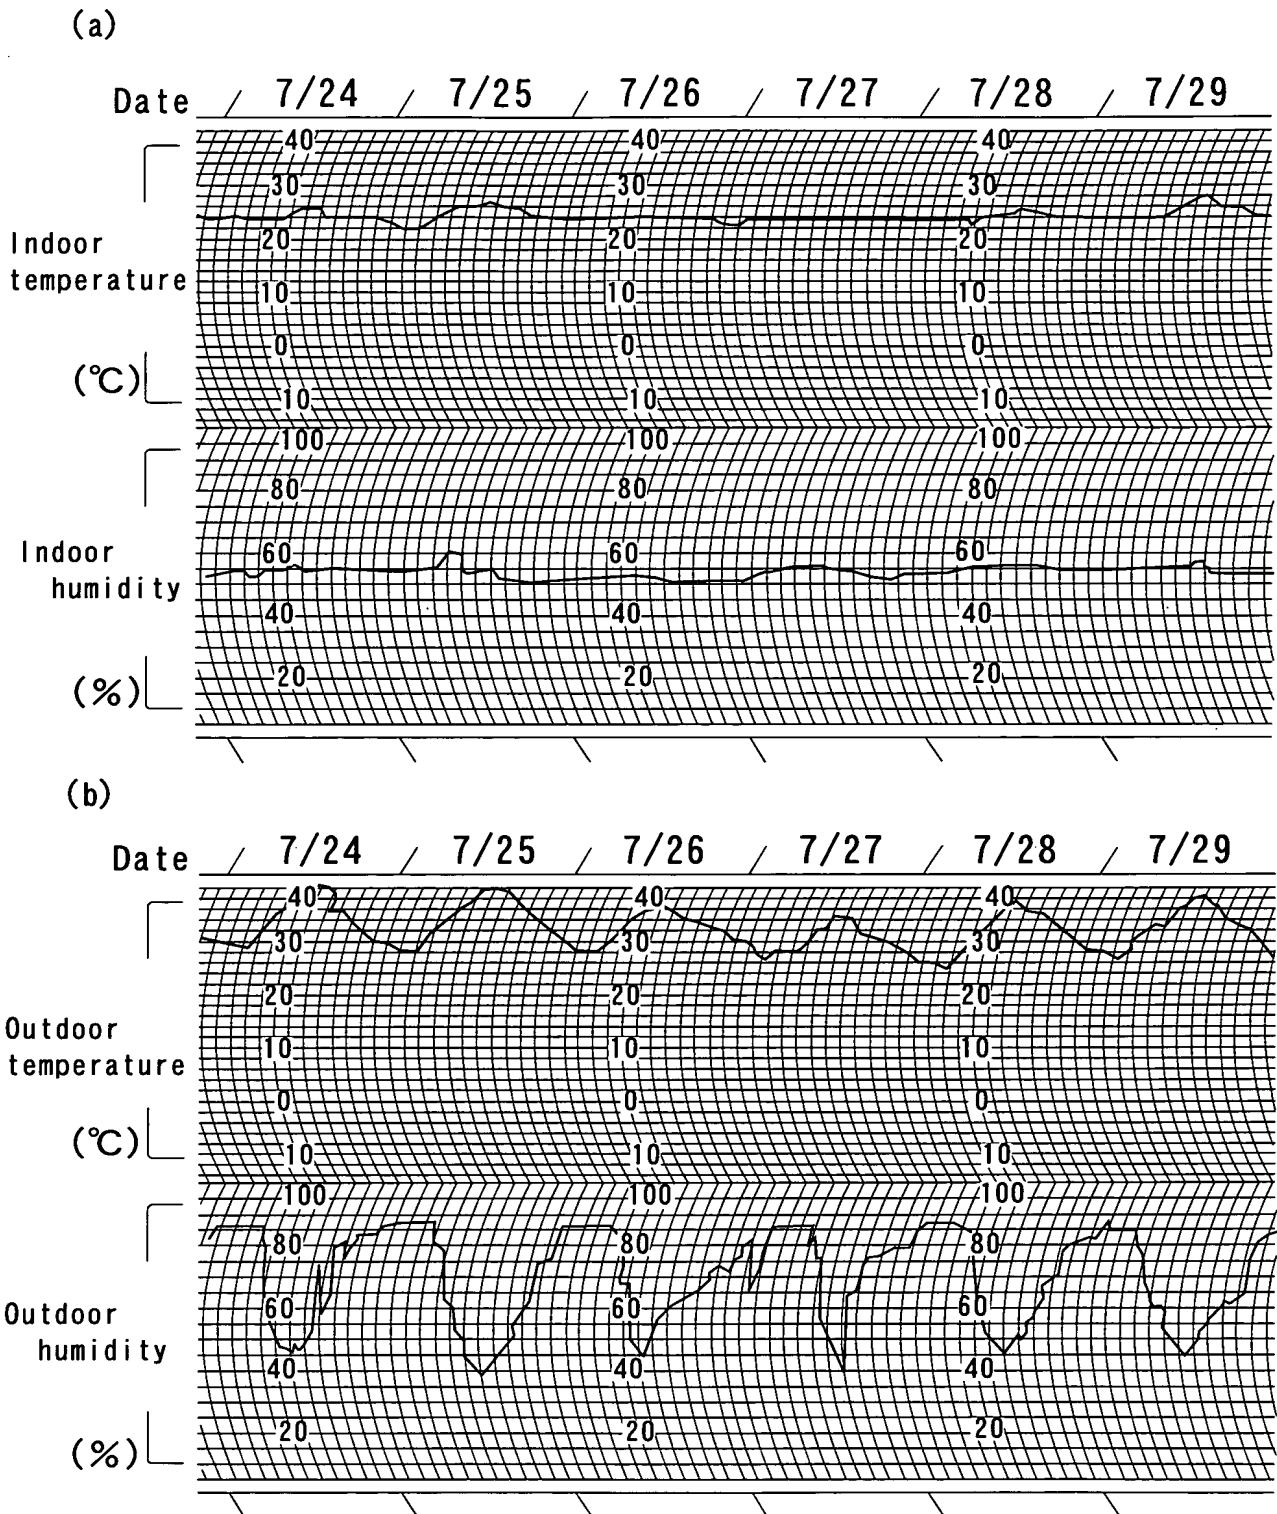 (a)
Date / 7/24 / 7/25 / 7/26 / 7/27 / 7/28 / 7/29
40 40 40
30 30 30
Indoor temperature
20 20 20
10 10 10
0 0 0
(℃)
10 10 10
100 100 100
80 80 80
Indoor humidity
60 60 60
40 40 40
20 20 20
(%)
(b)
Date / 7/24 / 7/25 / 7/26 / 7/27 / 7/28 / 7/29
40 40 40
30 30 30
20 20 20
Outdoor temperature
10 10 10
0 0 0
(℃)
10 10 10
100 100 100
80 80 80
Outdoor humidity
60 60 60
40 40 40
20 20 20
(%)